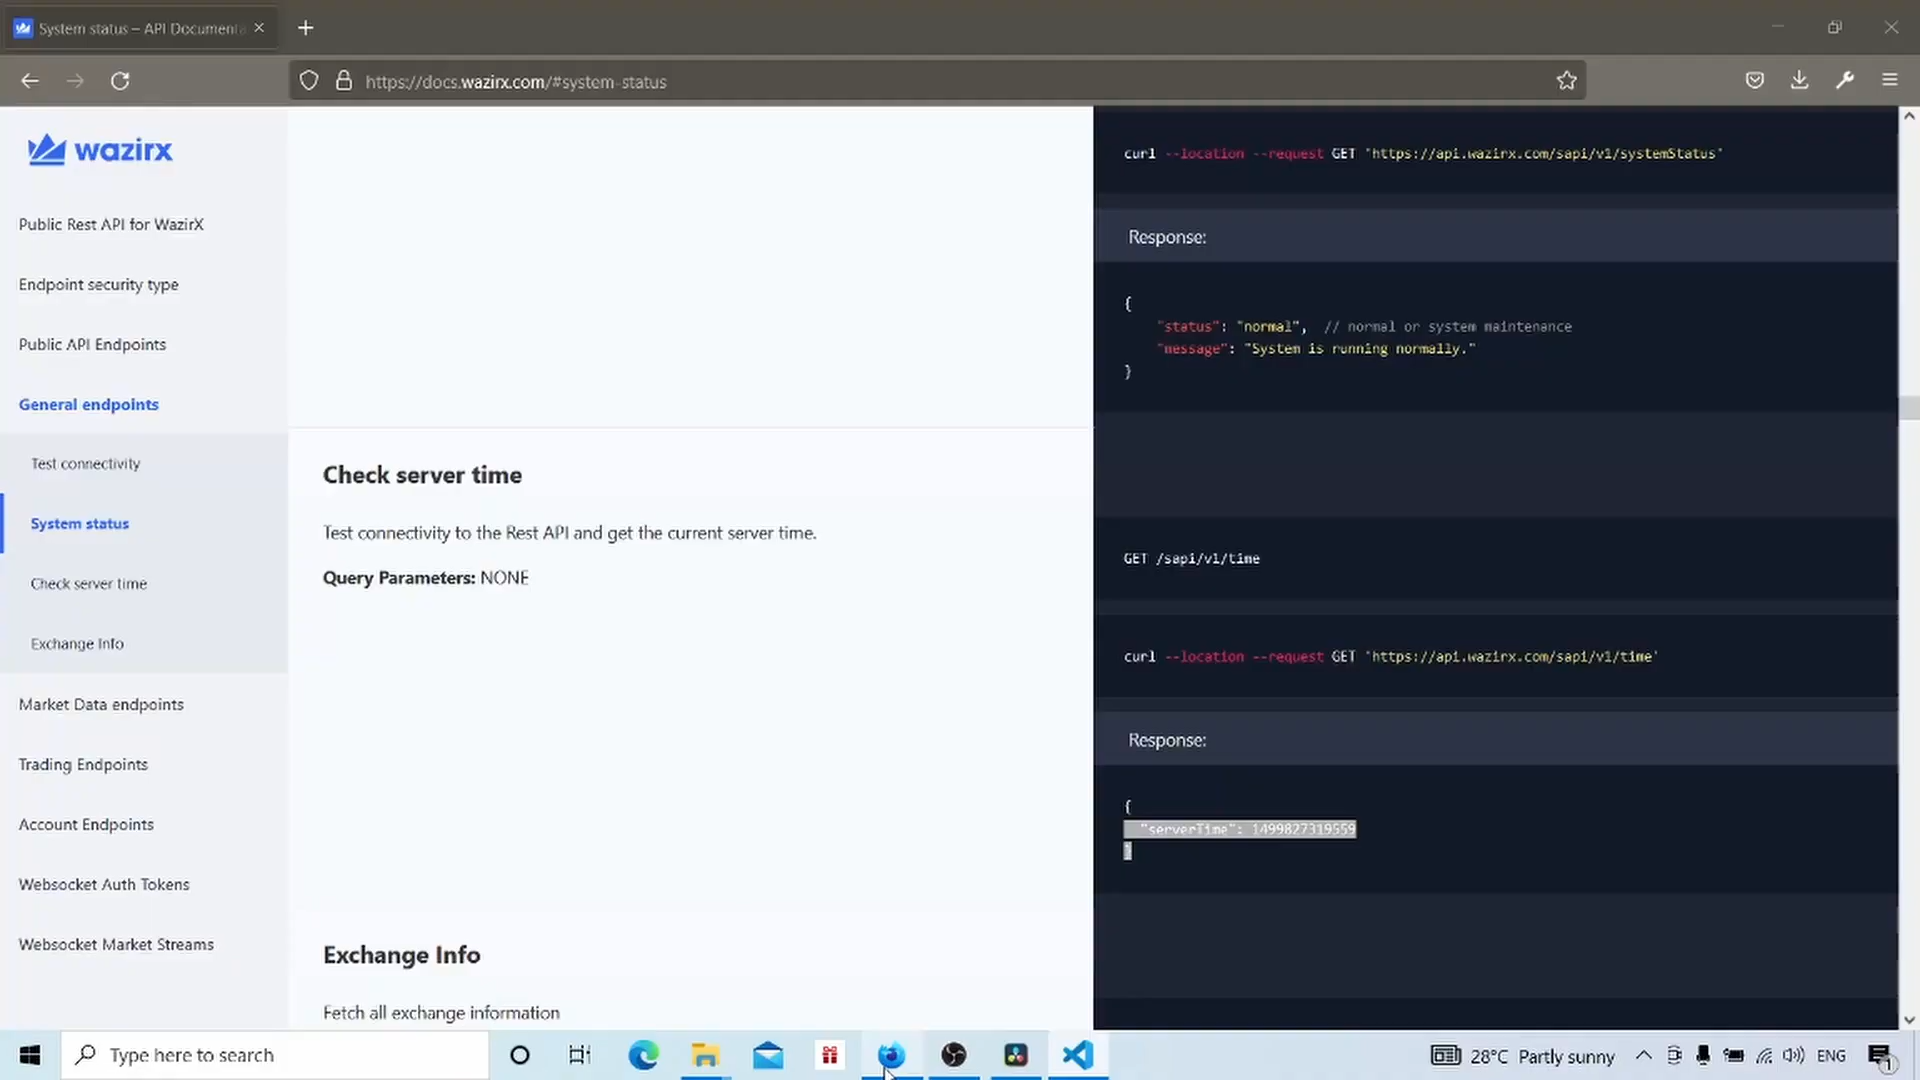 System status – API Documenta
https://docs.wazirx.com/#system-status
wazirx
Public Rest API for WazirX
Endpoint security type
Public API Endpoints
General endpoints
Test connectivity
System status
Check server time
Exchange Info
Market Data endpoints
Trading Endpoints
Account Endpoints
Websocket Auth Tokens
Websocket Market Streams
Check server time
Test connectivity to the Rest API and get the current server time.
Query Parameters: NONE
Exchange Info
Fetch all exchange information
curl --location --request GET 'https://api.wazirx.com/sapi/v1/systemStatus'
Response:
{
"status": "normal", // normal or system maintenance
"message": "System is running normally."
}
GET /sapi/v1/time
curl --location --request GET 'https://api.wazirx.com/sapi/v1/time'
Response:
{
"serverTime": 1499827319559
}
Type here to search
28°C Partly sunny
ENG
1